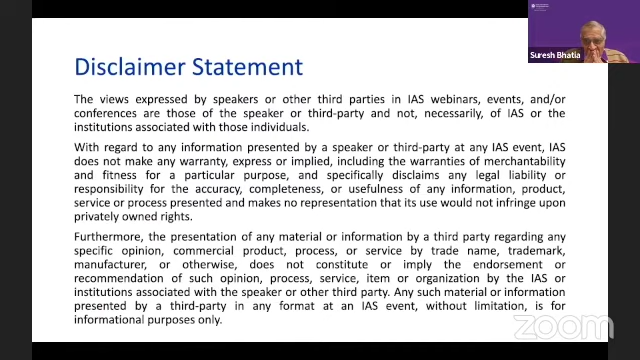 Suresh Bhatia
Disclaimer Statement
The views expressed by speakers or other third parties in IAS webinars, events, and/or
conferences are those of the speaker or third-party and not, necessarily, of IAS or the
institutions associated with those individuals.
With regard to any information presented by a speaker or third-party at any IAS event, IAS
does not make any warranty, express or implied, including the warranties of merchantability
and fitness for a particular purpose, and specifically disclaims any legal liability or
responsibility for the accuracy, completeness, or usefulness of any information, product,
service or process presented and makes no representation that its use would not infringe upon
privately owned rights.
Furthermore, the presentation of any material or information by a third party regarding any
specific opinion, commercial product, process, or service by trade name, trademark,
manufacturer, or otherwise, does not constitute or imply the endorsement or
recommendation of such opinion, process, service, item or organization by the IAS or
institutions associated with the speaker or other third party. Any such material or information
presented by a third-party in any format at an IAS event, without limitation, is for
informational purposes only.
zoom